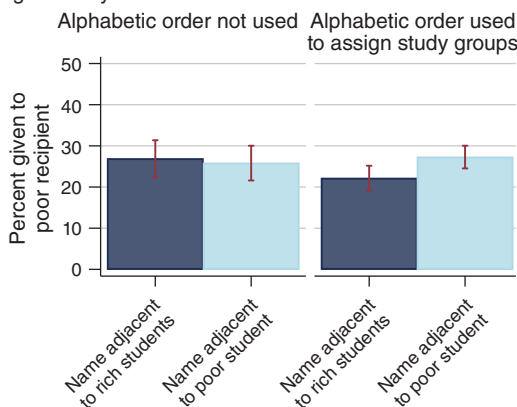 Alphabetic order not used
Alphabetic order used
to assign study groups
Percent given to
poor recipient
50
40
30
20
10
0
Name adjacent
to rich students
Name adjacent
to poor student
Name adjacent
to rich students
Name adjacent
to poor student